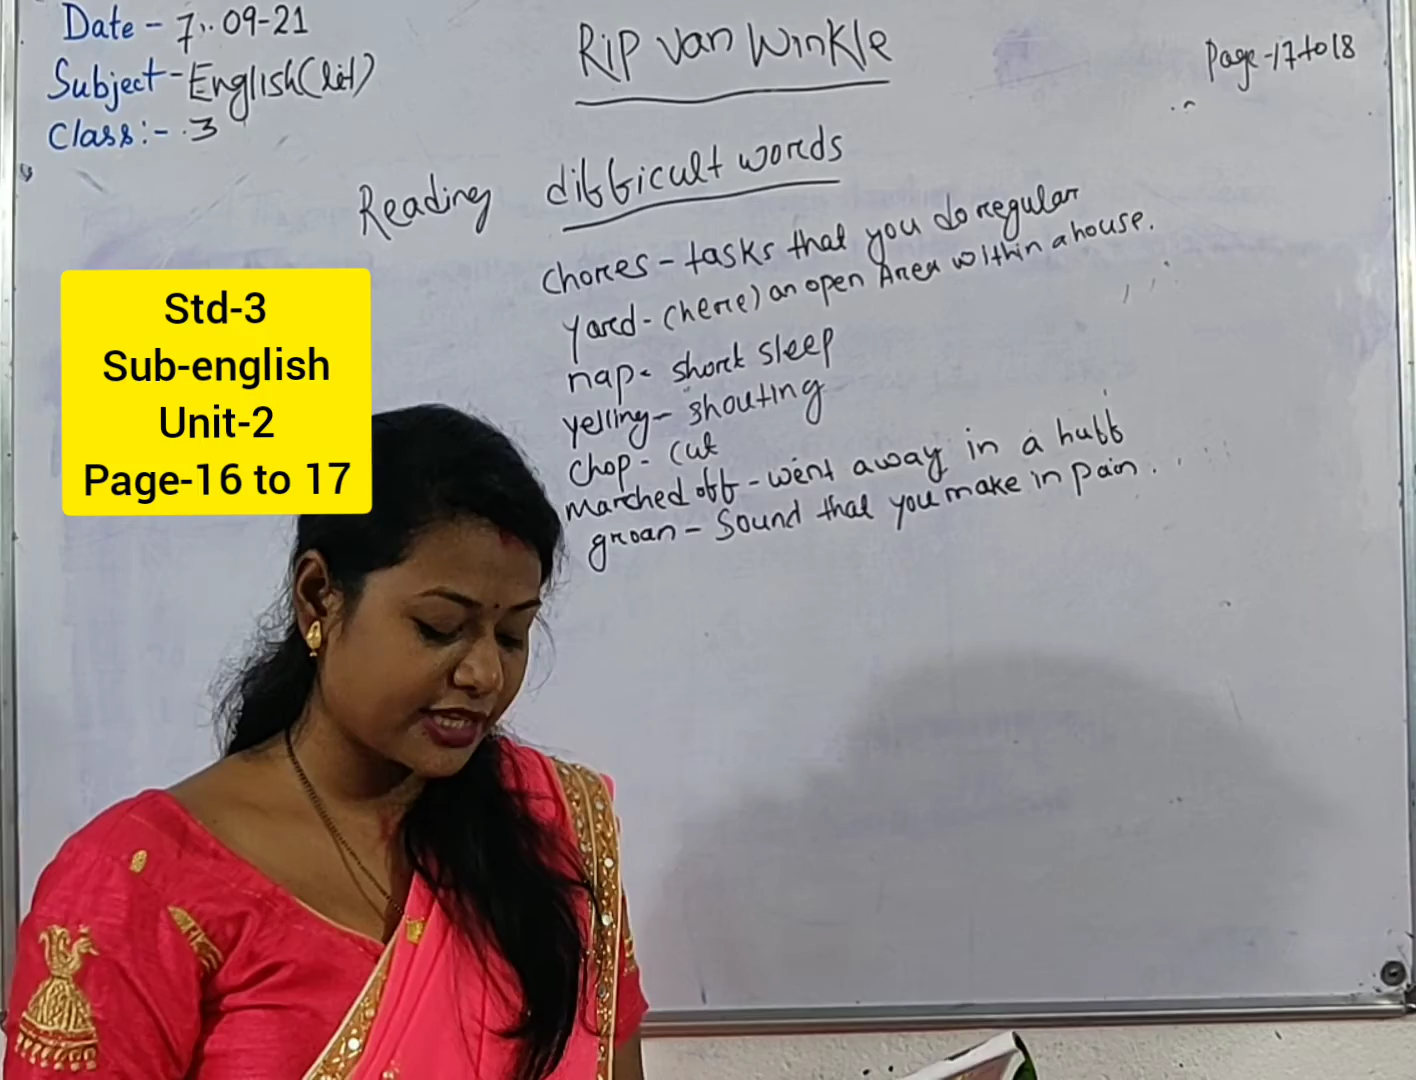 Date - 7. 09-21
Subject - English(lit)
Class:- 3
Rip Van Winkle
Page - 17 to 18
Reading difficult words
chores - tasks that you do regular
yard - (here) an open Area within a house.
nap - short sleep
yelling - shouting
chop - cut
marched off - went away in a huff
groan - Sound that you make in pain.
Std-3
Sub-english
Unit-2
Page-16 to 17